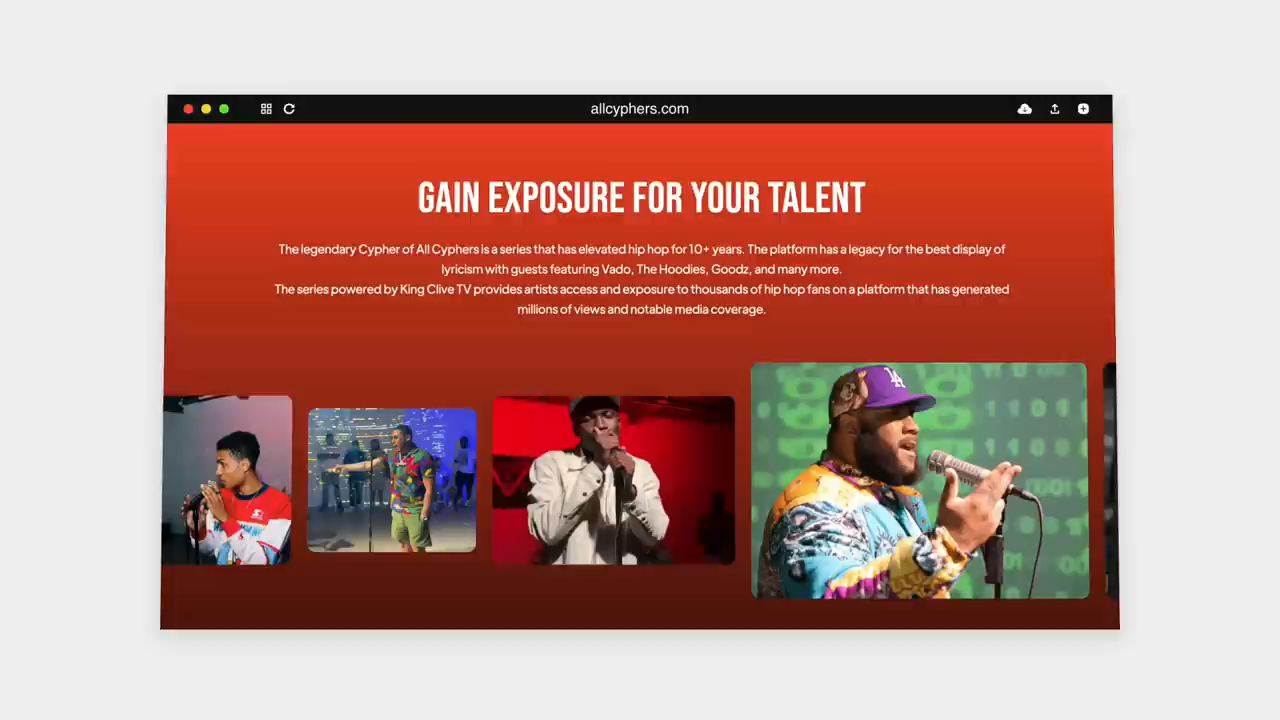 allcyphers.com
GAIN EXPOSURE FOR YOUR TALENT
The legendary Cypher of All Cyphers is a series that has elevated hip hop for 10+ years. The platform has a legacy for the best display of
lyricism with guests featuring Vado, The Hoodies, Goodz, and many more.
The series powered by King Clive TV provides artists access and exposure to thousands of hip hop fans on a platform that has generated
millions of views and notable media coverage.
LA